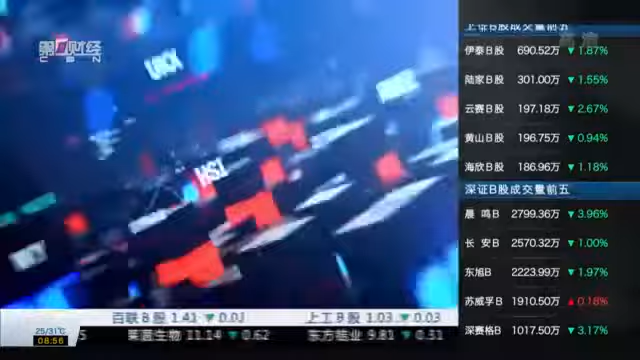 第一财经
CBN
HSI
上证B股成交量前五
伊泰B股 690.52万 ▼1.87%
陆家B股 301.00万 ▼1.55%
云赛B股 197.18万 ▼2.67%
黄山B股 196.75万 ▼0.94%
海欣B股 186.96万 ▼1.18%
深证B股成交量前五
晨 鸣B 2799.36万 ▼3.96%
长 安B 2570.32万 ▼1.00%
东旭B 2223.99万 ▼1.97%
苏威孚B 1910.50万 ▲0.18%
深赛格B 1017.50万 ▼3.17%
百联B股 1.41 ▼0.03 上工B股 1.03 ▼0.03
25/31℃
08:56
莱茵生物 11.14 ▼0.62 东方锆业 9.81 ▼0.31